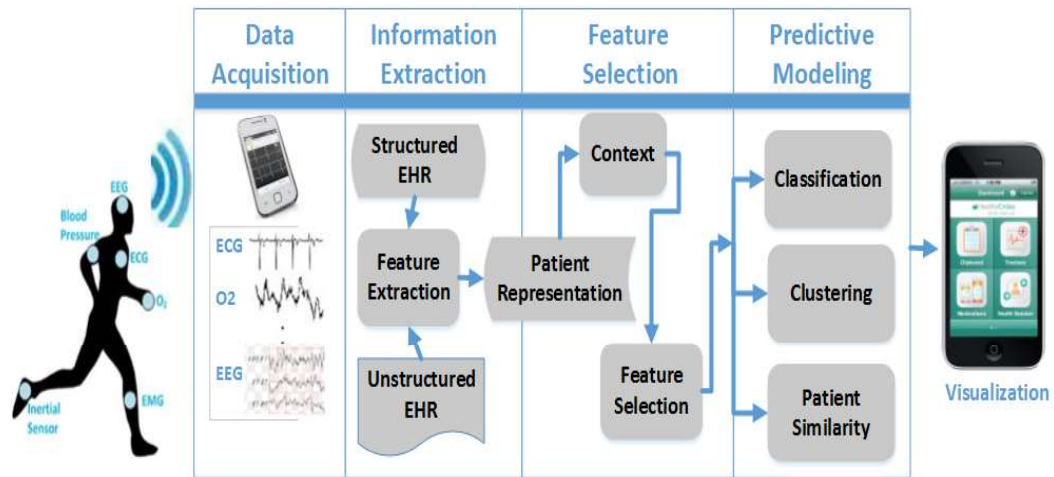 Data
Acquisition
Information
Extraction
Feature
Selection
Predictive
Modeling
EEG
Blood
Pressure
ECG
O₂
EMG
Inertial
Sensor
ECG
O2
EEG
Structured
EHR
Feature
Extraction
Unstructured
EHR
Patient
Representation
Context
Feature
Selection
Classification
Clustering
Patient
Similarity
Dashboard
Visualization